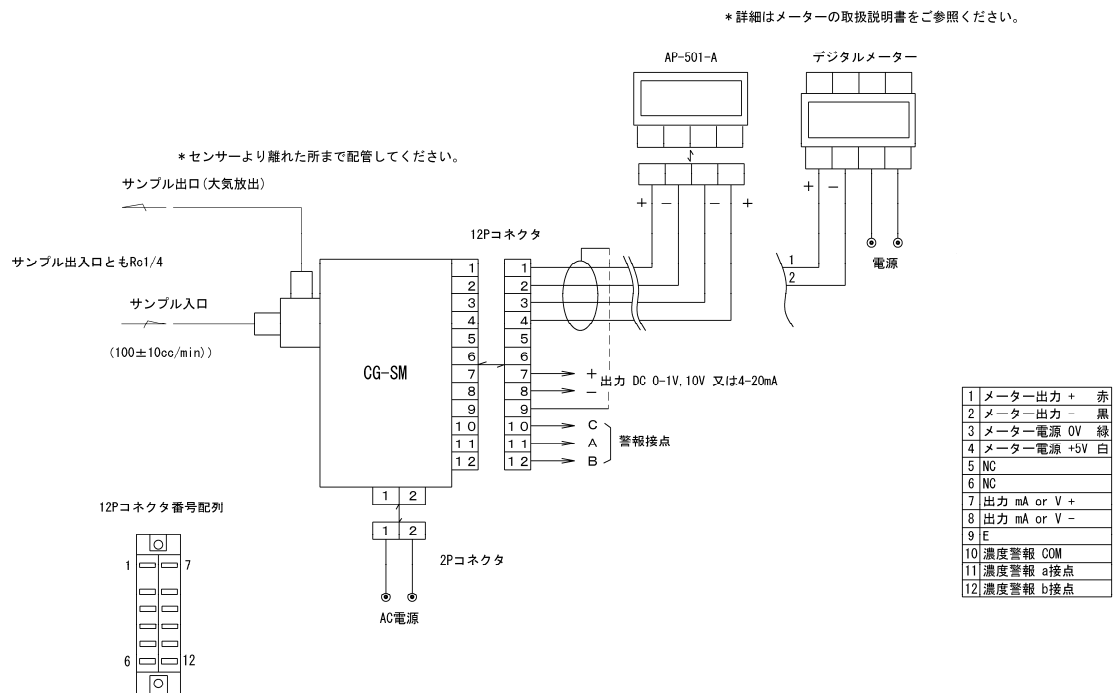 *詳細はメーターの取扱説明書をご参照ください。
AP-501-A
デジタルメーター
*センサーより離れた所まで配管してください。
サンプル出口(大気放出)
+ − − +
+ −
12Pコネクタ
1
2
電源
サンプル出入口ともRc1/4
サンプル入口
(100±10cc/min))
CG-SM
1 1
2 2
3 3
4 4
5 5
6 6
7 7 +
8 8 −
出力 DC 0-1V,10V 又は4-20mA
9 9
10 10 C
11 11 A
12 12 B
警報接点
1 2
1 2
2Pコネクタ
AC電源
12Pコネクタ番号配列
1 7
6 12
1 メーター出力 + 赤
2 メーター出力 − 黒
3 メーター電源 0V 緑
4 メーター電源 +5V 白
5 NC
6 NC
7 出力 mA or V +
8 出力 mA or V −
9 E
10 濃度警報 COM
11 濃度警報 a接点
12 濃度警報 b接点